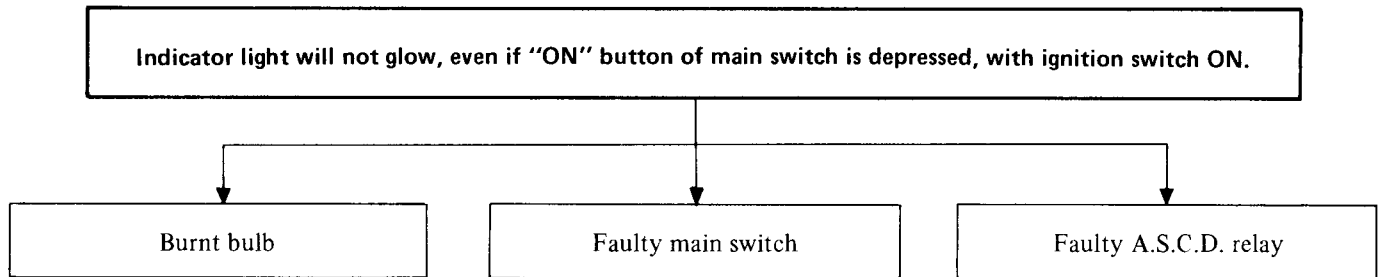 Indicator light will not glow, even if “ON” button of main switch is depressed, with ignition switch ON.
Burnt bulb
Faulty main switch
Faulty A.S.C.D. relay